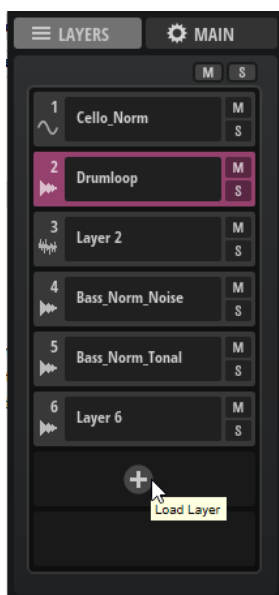 LAYERS MAIN
M S
1 Cello_Norm M
S
2 Drumloop M
S
3 Layer 2 M
S
4 Bass_Norm_Noise M
S
5 Bass_Norm_Tonal M
S
6 Layer 6 M
S
Load Layer